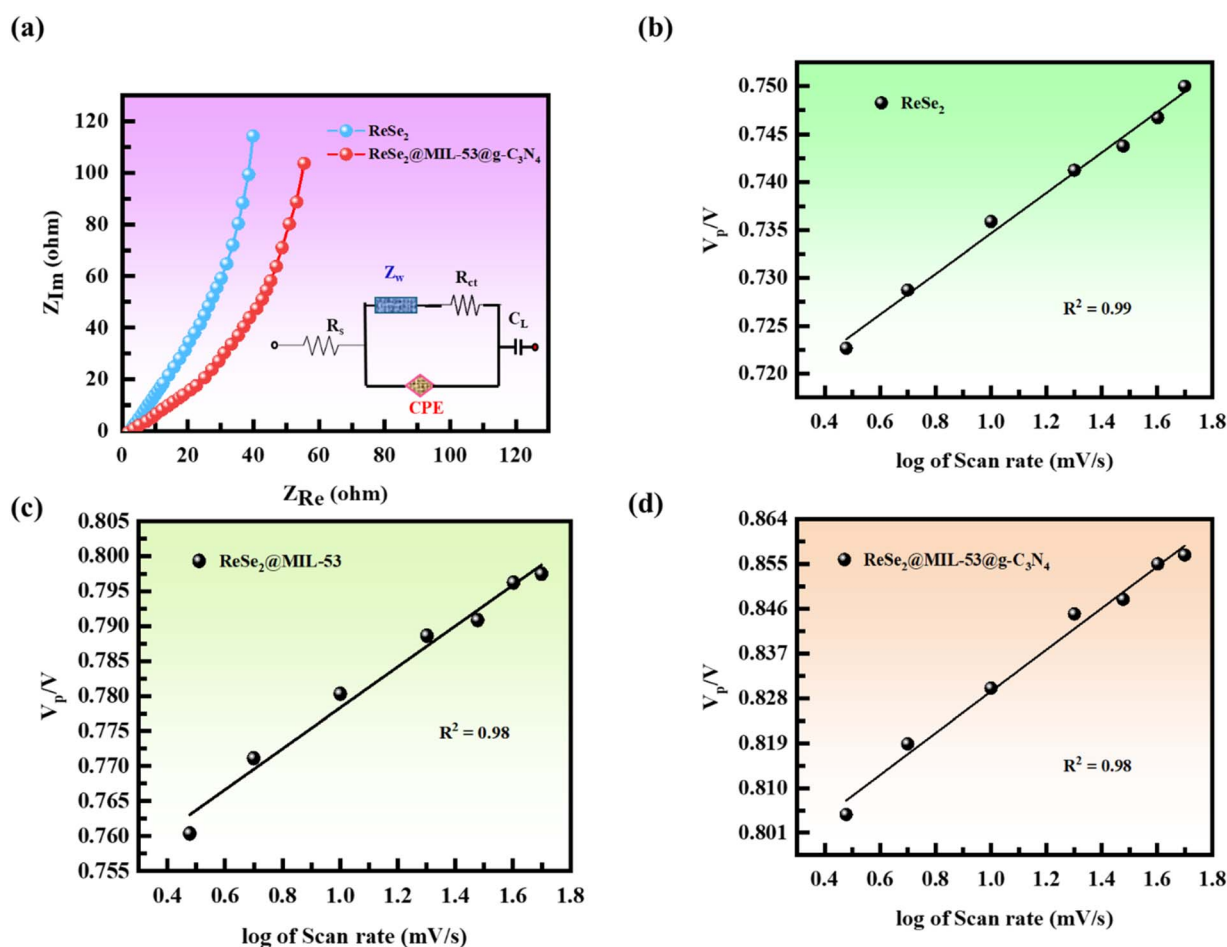 (a)
120
100
80
60
40
20
0
Z_Im (ohm)
ReSe₂
ReSe₂@MIL-53@g-C₃N₄
Z_w
R_ct
R_s
C_L
CPE
0 20 40 60 80 100 120
Z_Re (ohm)
(b)
0.750
0.745
0.740
0.735
0.730
0.725
0.720
V_p/V
ReSe₂
R² = 0.99
0.4 0.6 0.8 1.0 1.2 1.4 1.6 1.8
log of Scan rate (mV/s)
(c)
0.805
0.800
0.795
0.790
0.785
0.780
0.775
0.770
0.765
0.760
0.755
V_p/V
ReSe₂@MIL-53
R² = 0.98
0.4 0.6 0.8 1.0 1.2 1.4 1.6 1.8
log of Scan rate (mV/s)
(d)
0.864
0.855
0.846
0.837
0.828
0.819
0.810
0.801
V_p/V
ReSe₂@MIL-53@g-C₃N₄
R² = 0.98
0.4 0.6 0.8 1.0 1.2 1.4 1.6 1.8
log of Scan rate (mV/s)